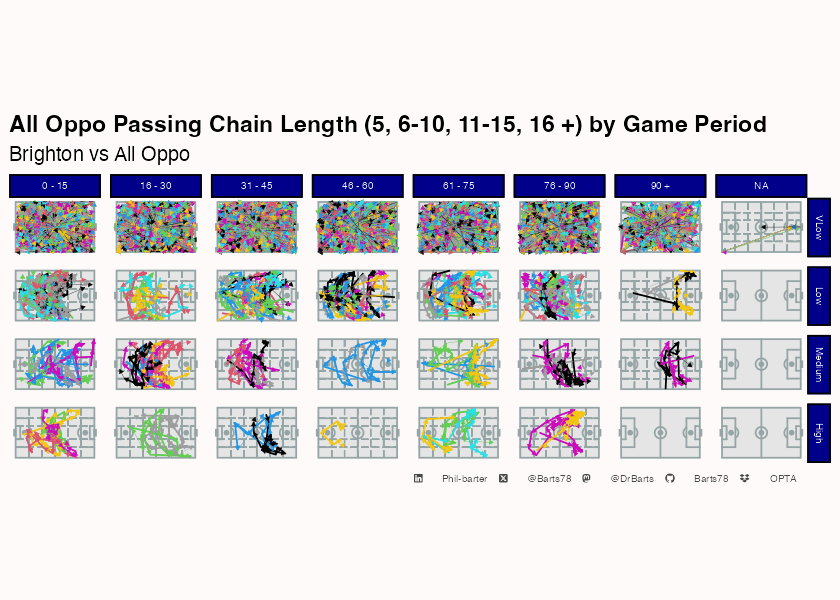 All Oppo Passing Chain Length (5, 6-10, 11-15, 16 +) by Game Period
Brighton vs All Oppo
0 - 15 16 - 30 31 - 45 46 - 60 61 - 75 76 - 90 90 + NA
V.Low
Low
Medium
High
Phil-barter @Barts78 @DrBarts Barts78 OPTA